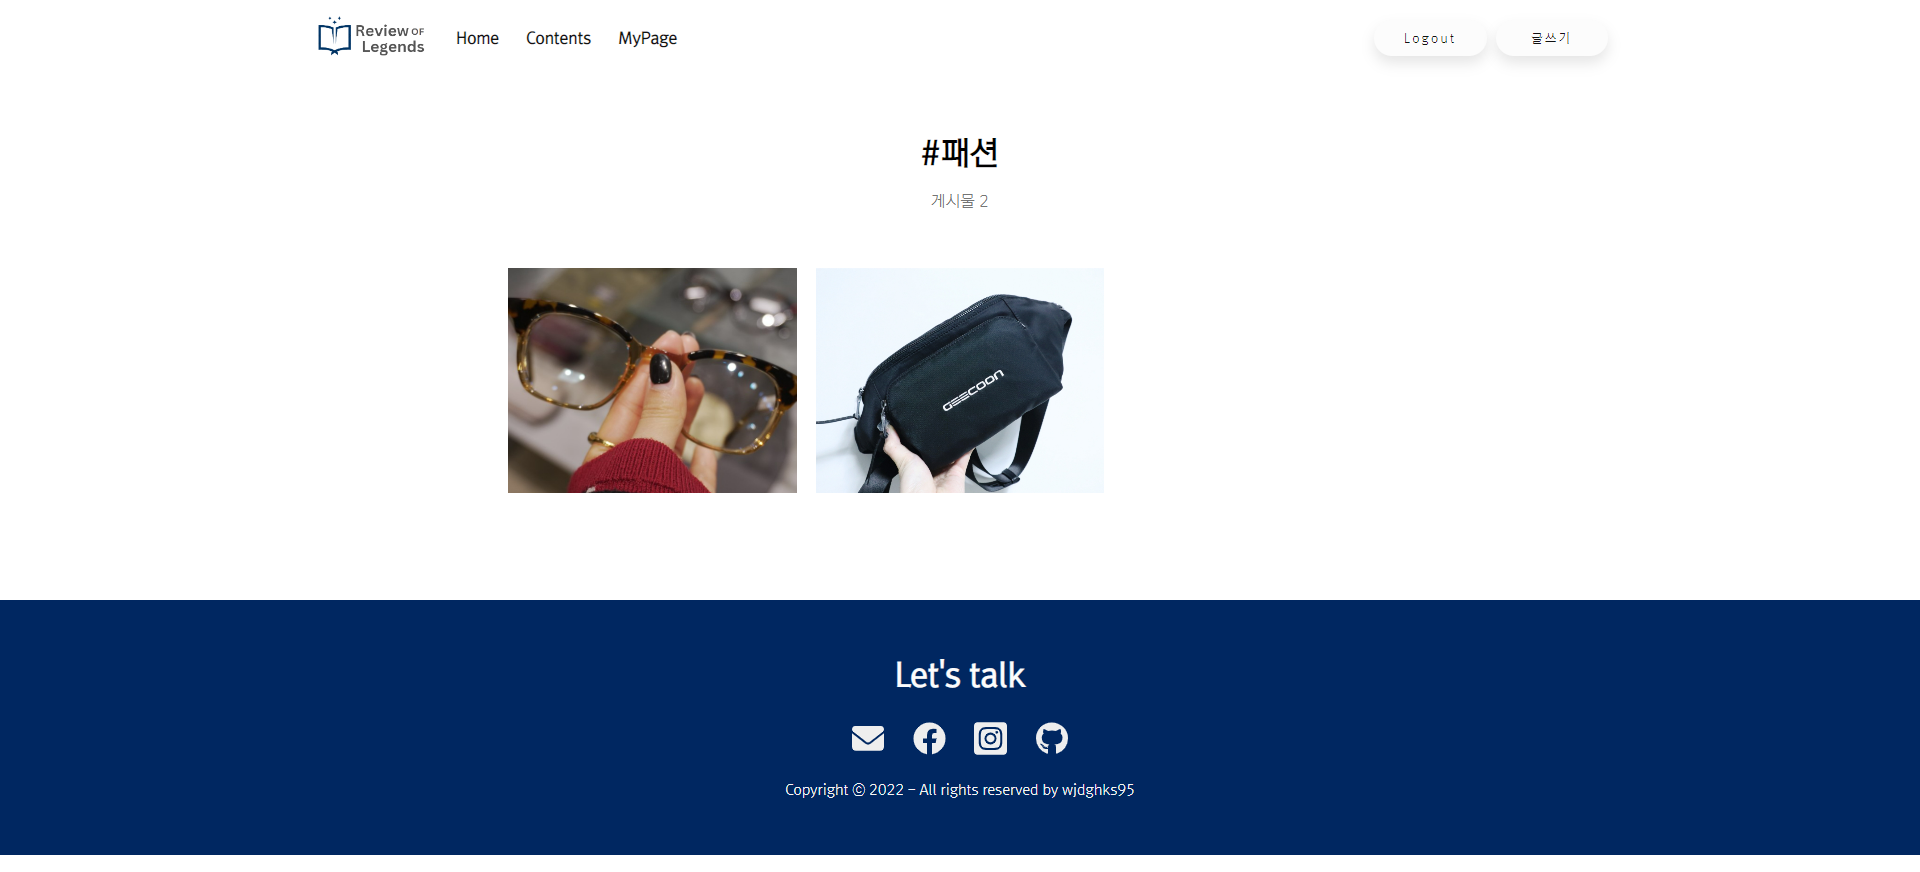 Review OF
Legends
Home
Contents
MyPage
Logout
글쓰기
#패션
게시물 2
GEECOON
Let's talk
Copyright © 2022 - All rights reserved by wjdghks95